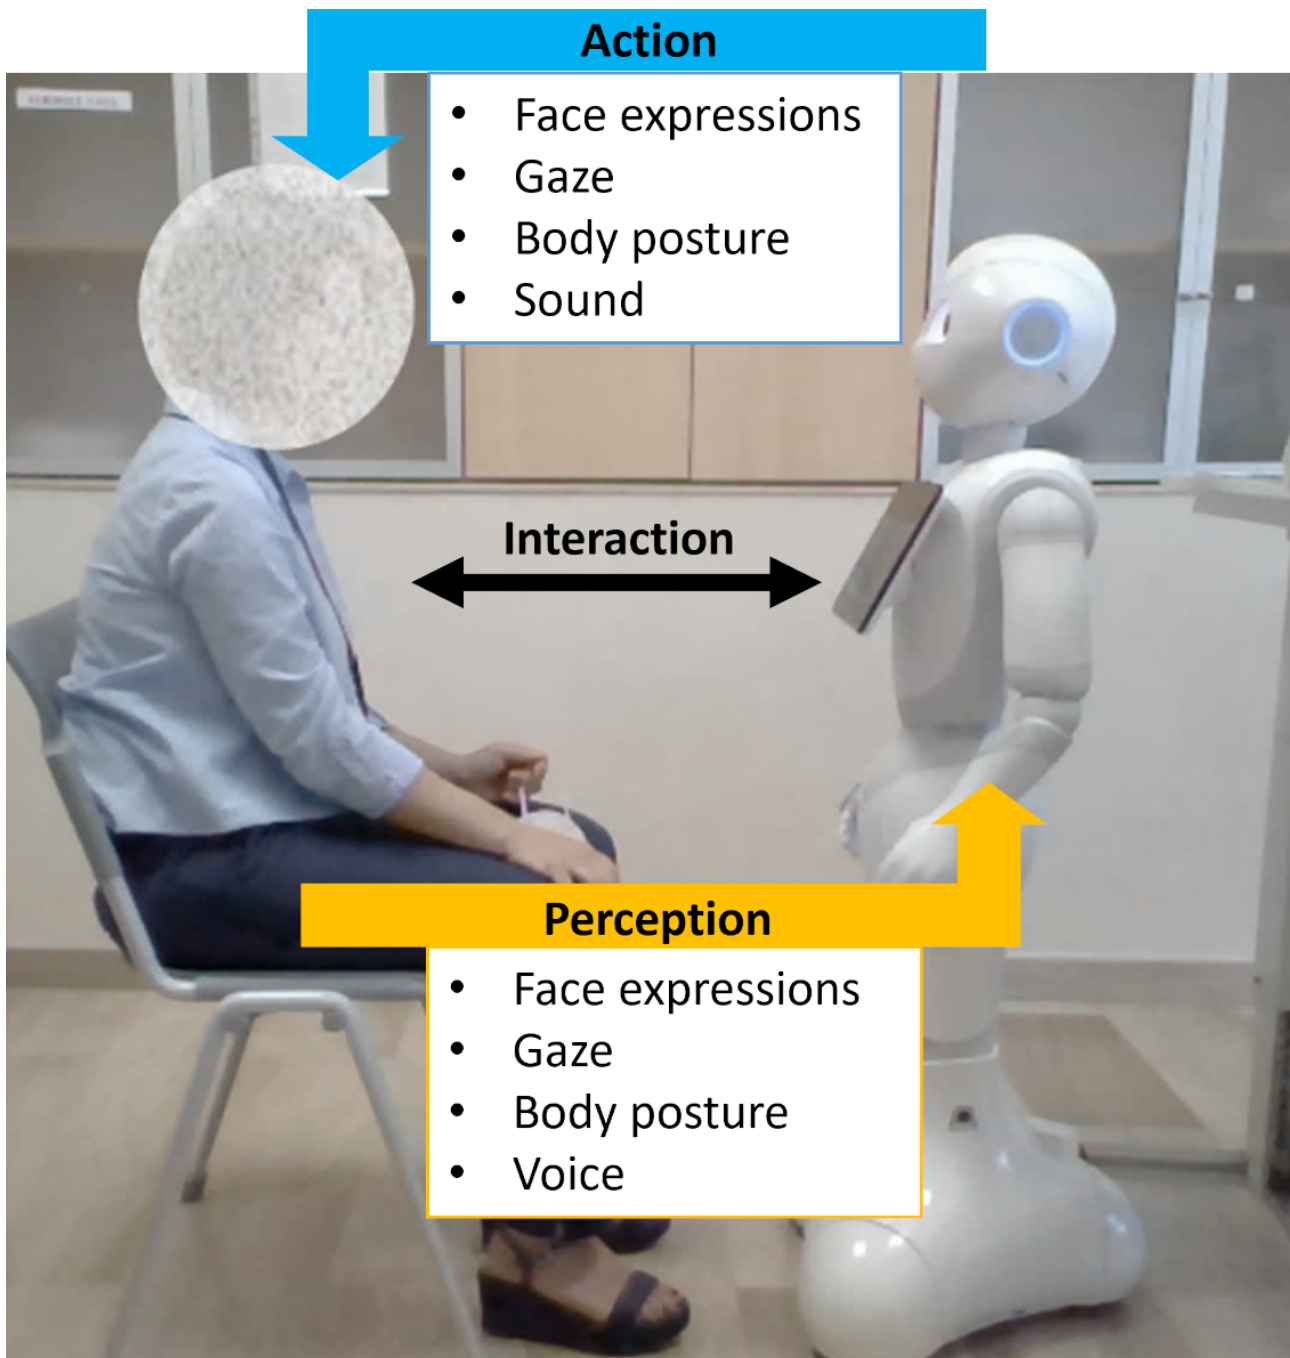 Action
• Face expressions
• Gaze
• Body posture
• Sound
Interaction
Perception
• Face expressions
• Gaze
• Body posture
• Voice